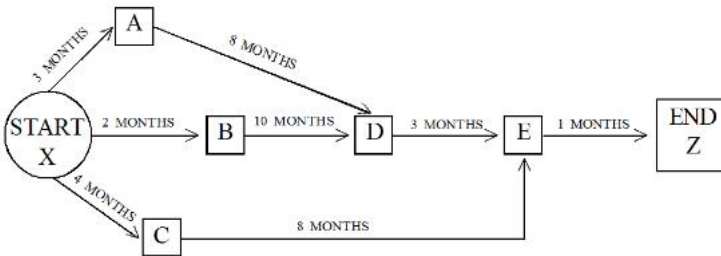 A
3 MONTHS
8 MONTHS
START
X
2 MONTHS
B
10 MONTHS
D
3 MONTHS
E
1 MONTHS
END
Z
4 MONTHS
C
8 MONTHS